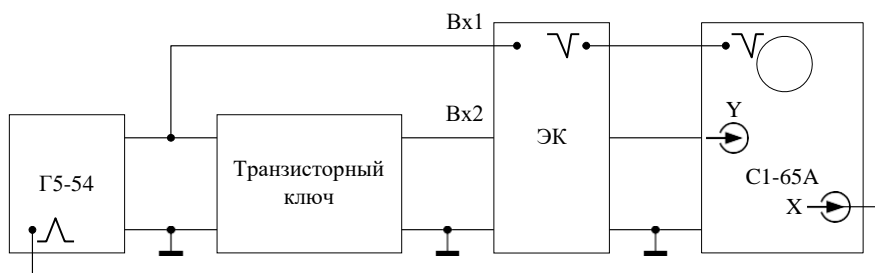 Вх1
Вх2
Г5-54
Транзисторный
ключ
ЭК
Y
С1-65А
X